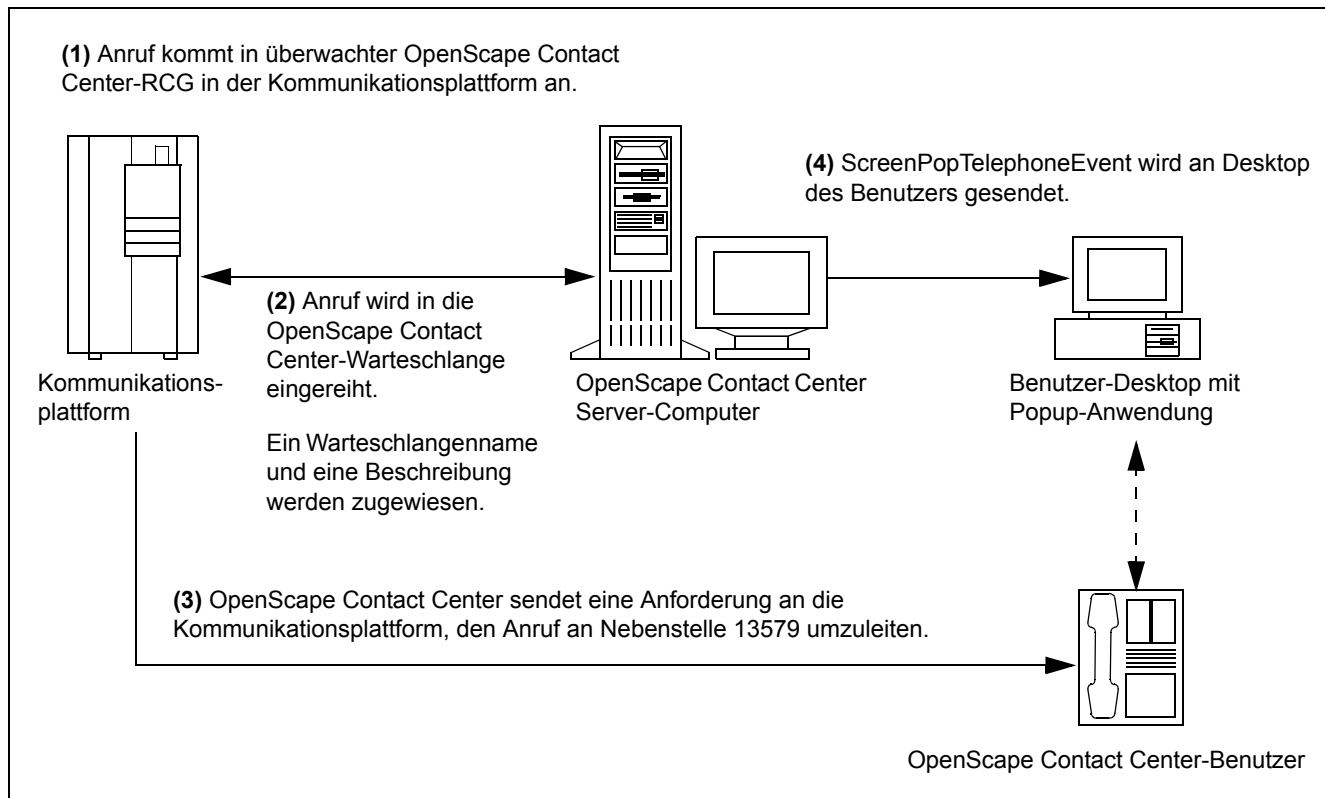 (1) Anruf kommt in überwachter OpenScape Contact
Center-RCG in der Kommunikationsplattform an.
(4) ScreenPopTelephoneEvent wird an Desktop
des Benutzers gesendet.
(2) Anruf wird in die
OpenScape Contact
Center-Warteschlange
eingereiht.
Ein Warteschlangenname
und eine Beschreibung
werden zugewiesen.
Kommunikations-
plattform
OpenScape Contact Center
Server-Computer
Benutzer-Desktop mit
Popup-Anwendung
(3) OpenScape Contact Center sendet eine Anforderung an die
Kommunikationsplattform, den Anruf an Nebenstelle 13579 umzuleiten.
OpenScape Contact Center-Benutzer